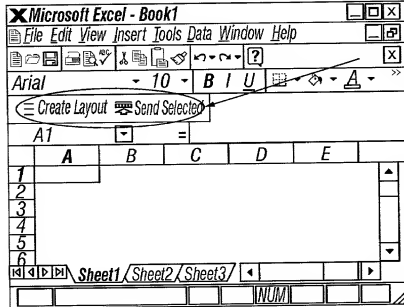 Microsoft Excel - Book1
File Edit View Insert Tools Data Window Help
Arial 10 B I U A »
Create Layout Send Selected
A1 =
A B C D E
1
2
3
4
5
6
Sheet1 Sheet2 Sheet3
NUM